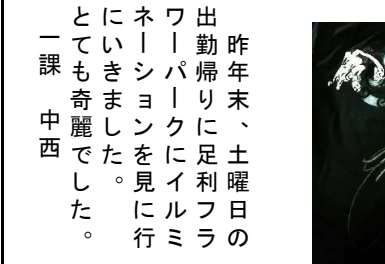 昨年末、土曜日の
出勤帰りに足利フラ
ワーパークにイルミ
ネーションを見に行
にいきました。
とても奇麗でした。
一課　中西